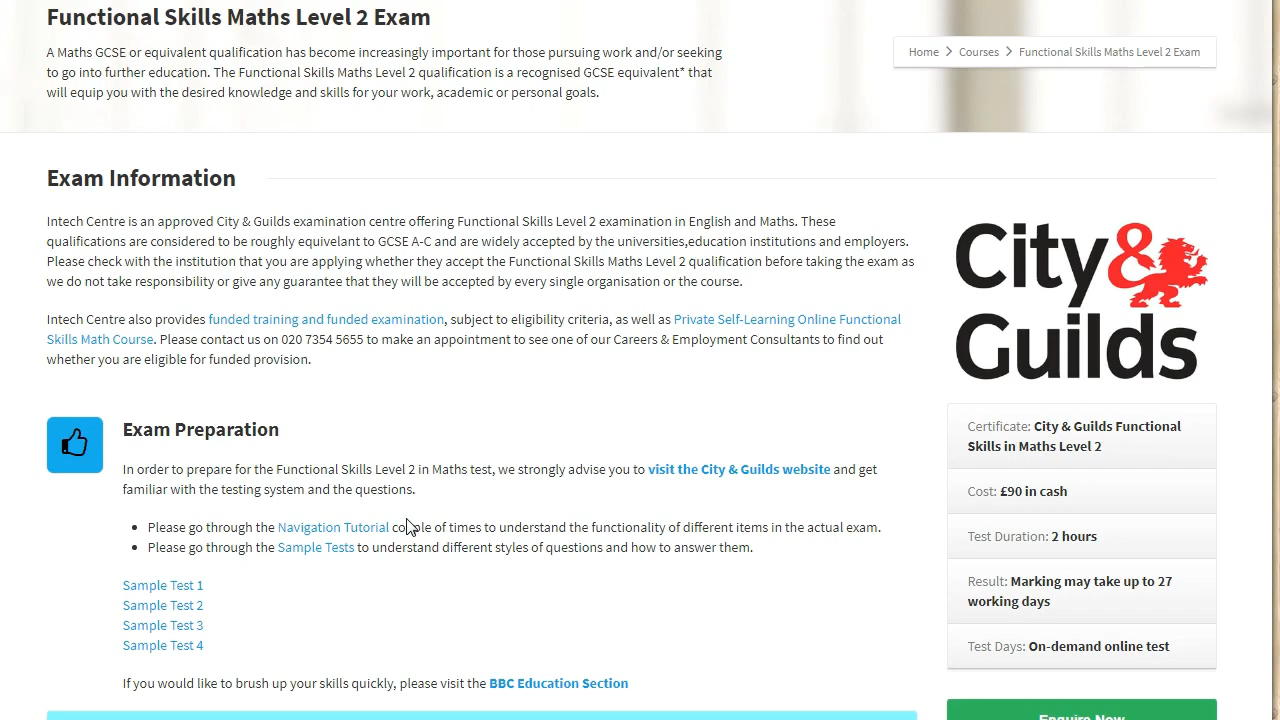 Functional Skills Maths Level 2 Exam
A Maths GCSE or equivalent qualification has become increasingly important for those pursuing work and/or seeking
to go into further education. The Functional Skills Maths Level 2 qualification is a recognised GCSE equivalent* that
will equip you with the desired knowledge and skills for your work, academic or personal goals.
Home > Courses > Functional Skills Maths Level 2 Exam
Exam Information
Intech Centre is an approved City & Guilds examination centre offering Functional Skills Level 2 examination in English and Maths. These
qualifications are considered to be roughly equivelant to GCSE A-C and are widely accepted by the universities,education institutions and employers.
Please check with the institution that you are applying whether they accept the Functional Skills Maths Level 2 qualification before taking the exam as
we do not take responsibility or give any guarantee that they will be accepted by every single organisation or the course.
Intech Centre also provides funded training and funded examination, subject to eligibility criteria, as well as Private Self-Learning Online Functional
Skills Math Course. Please contact us on 020 7354 5655 to make an appointment to see one of our Careers & Employment Consultants to find out
whether you are eligible for funded provision.
Exam Preparation
In order to prepare for the Functional Skills Level 2 in Maths test, we strongly advise you to visit the City & Guilds website and get
familiar with the testing system and the questions.
Please go through the Navigation Tutorial couple of times to understand the functionality of different items in the actual exam.
Please go through the Sample Tests to understand different styles of questions and how to answer them.
Sample Test 1
Sample Test 2
Sample Test 3
Sample Test 4
If you would like to brush up your skills quickly, please visit the BBC Education Section
City &
Guilds
Certificate: City & Guilds Functional
Skills in Maths Level 2
Cost: £90 in cash
Test Duration: 2 hours
Result: Marking may take up to 27
working days
Test Days: On-demand online test
Enquire Now